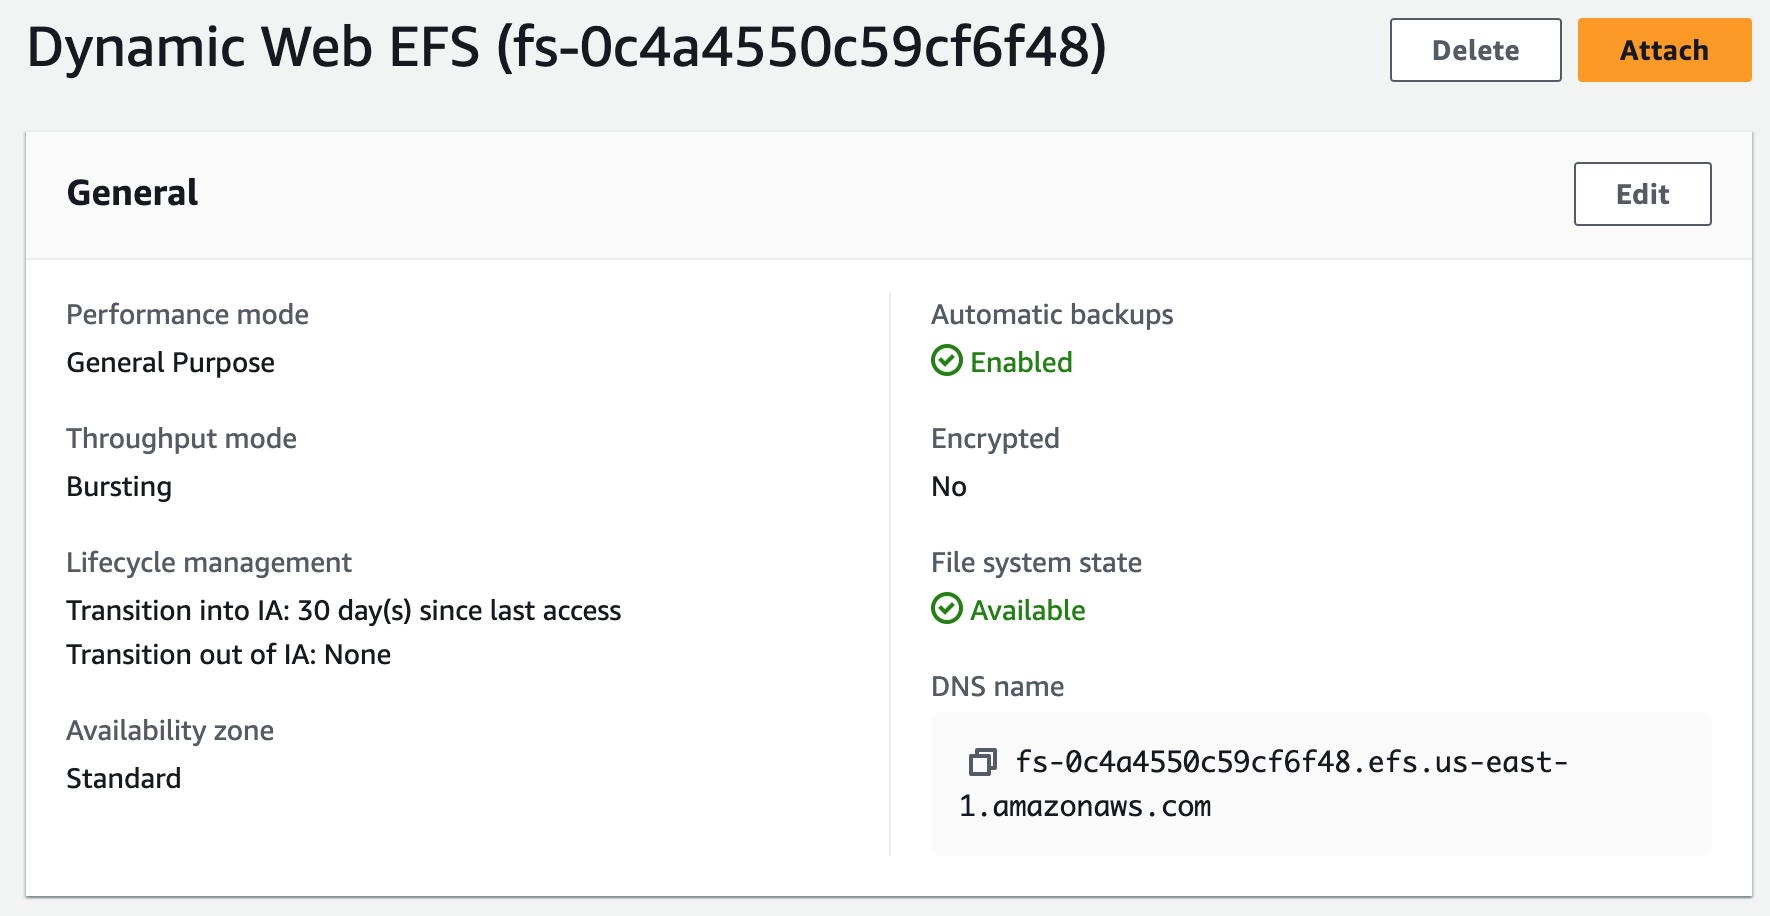 Dynamic Web EFS (fs-0c4a4550c59cf6f48)
Delete
Attach
General
Edit
Performance mode
General Purpose
Throughput mode
Bursting
Lifecycle management
Transition into IA: 30 day(s) since last access
Transition out of IA: None
Availability zone
Standard
Automatic backups
Enabled
Encrypted
No
File system state
Available
DNS name
fs-0c4a4550c59cf6f48.efs.us-east-
1.amazonaws.com